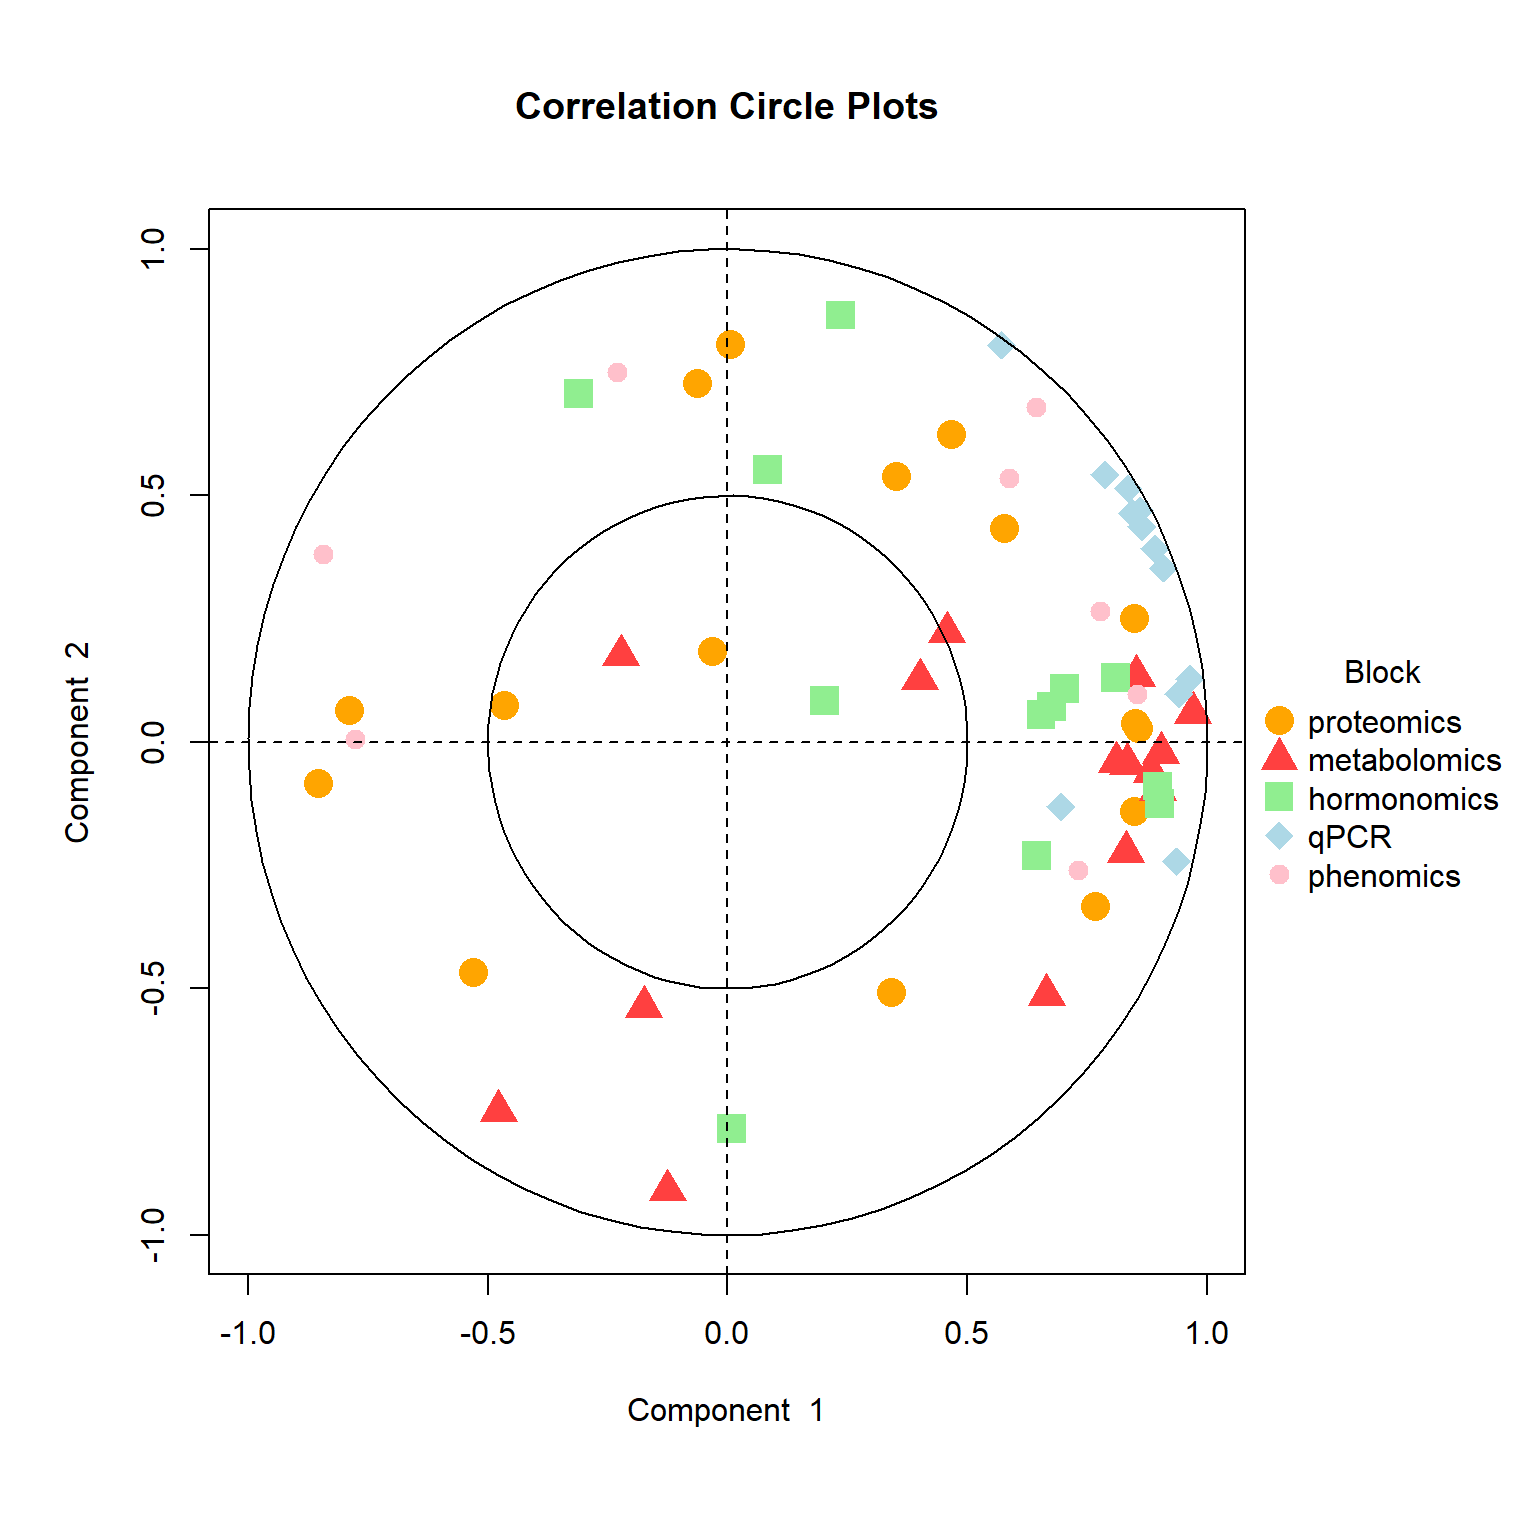 Correlation Circle Plots
1.0
0.5
0.0
-0.5
-1.0
Component 2
-1.0 -0.5 0.0 0.5 1.0
Component 1
Block
proteomics
metabolomics
hormonomics
qPCR
phenomics